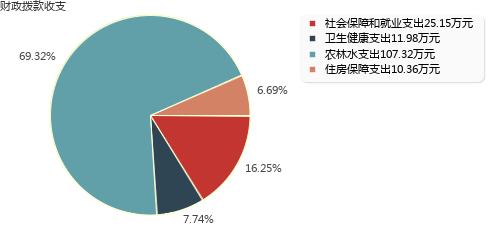 财政拨款收支
社会保障和就业支出25.15万元
卫生健康支出11.98万元
农林水支出107.32万元
住房保障支出10.36万元
69.32%
6.69%
16.25%
7.74%